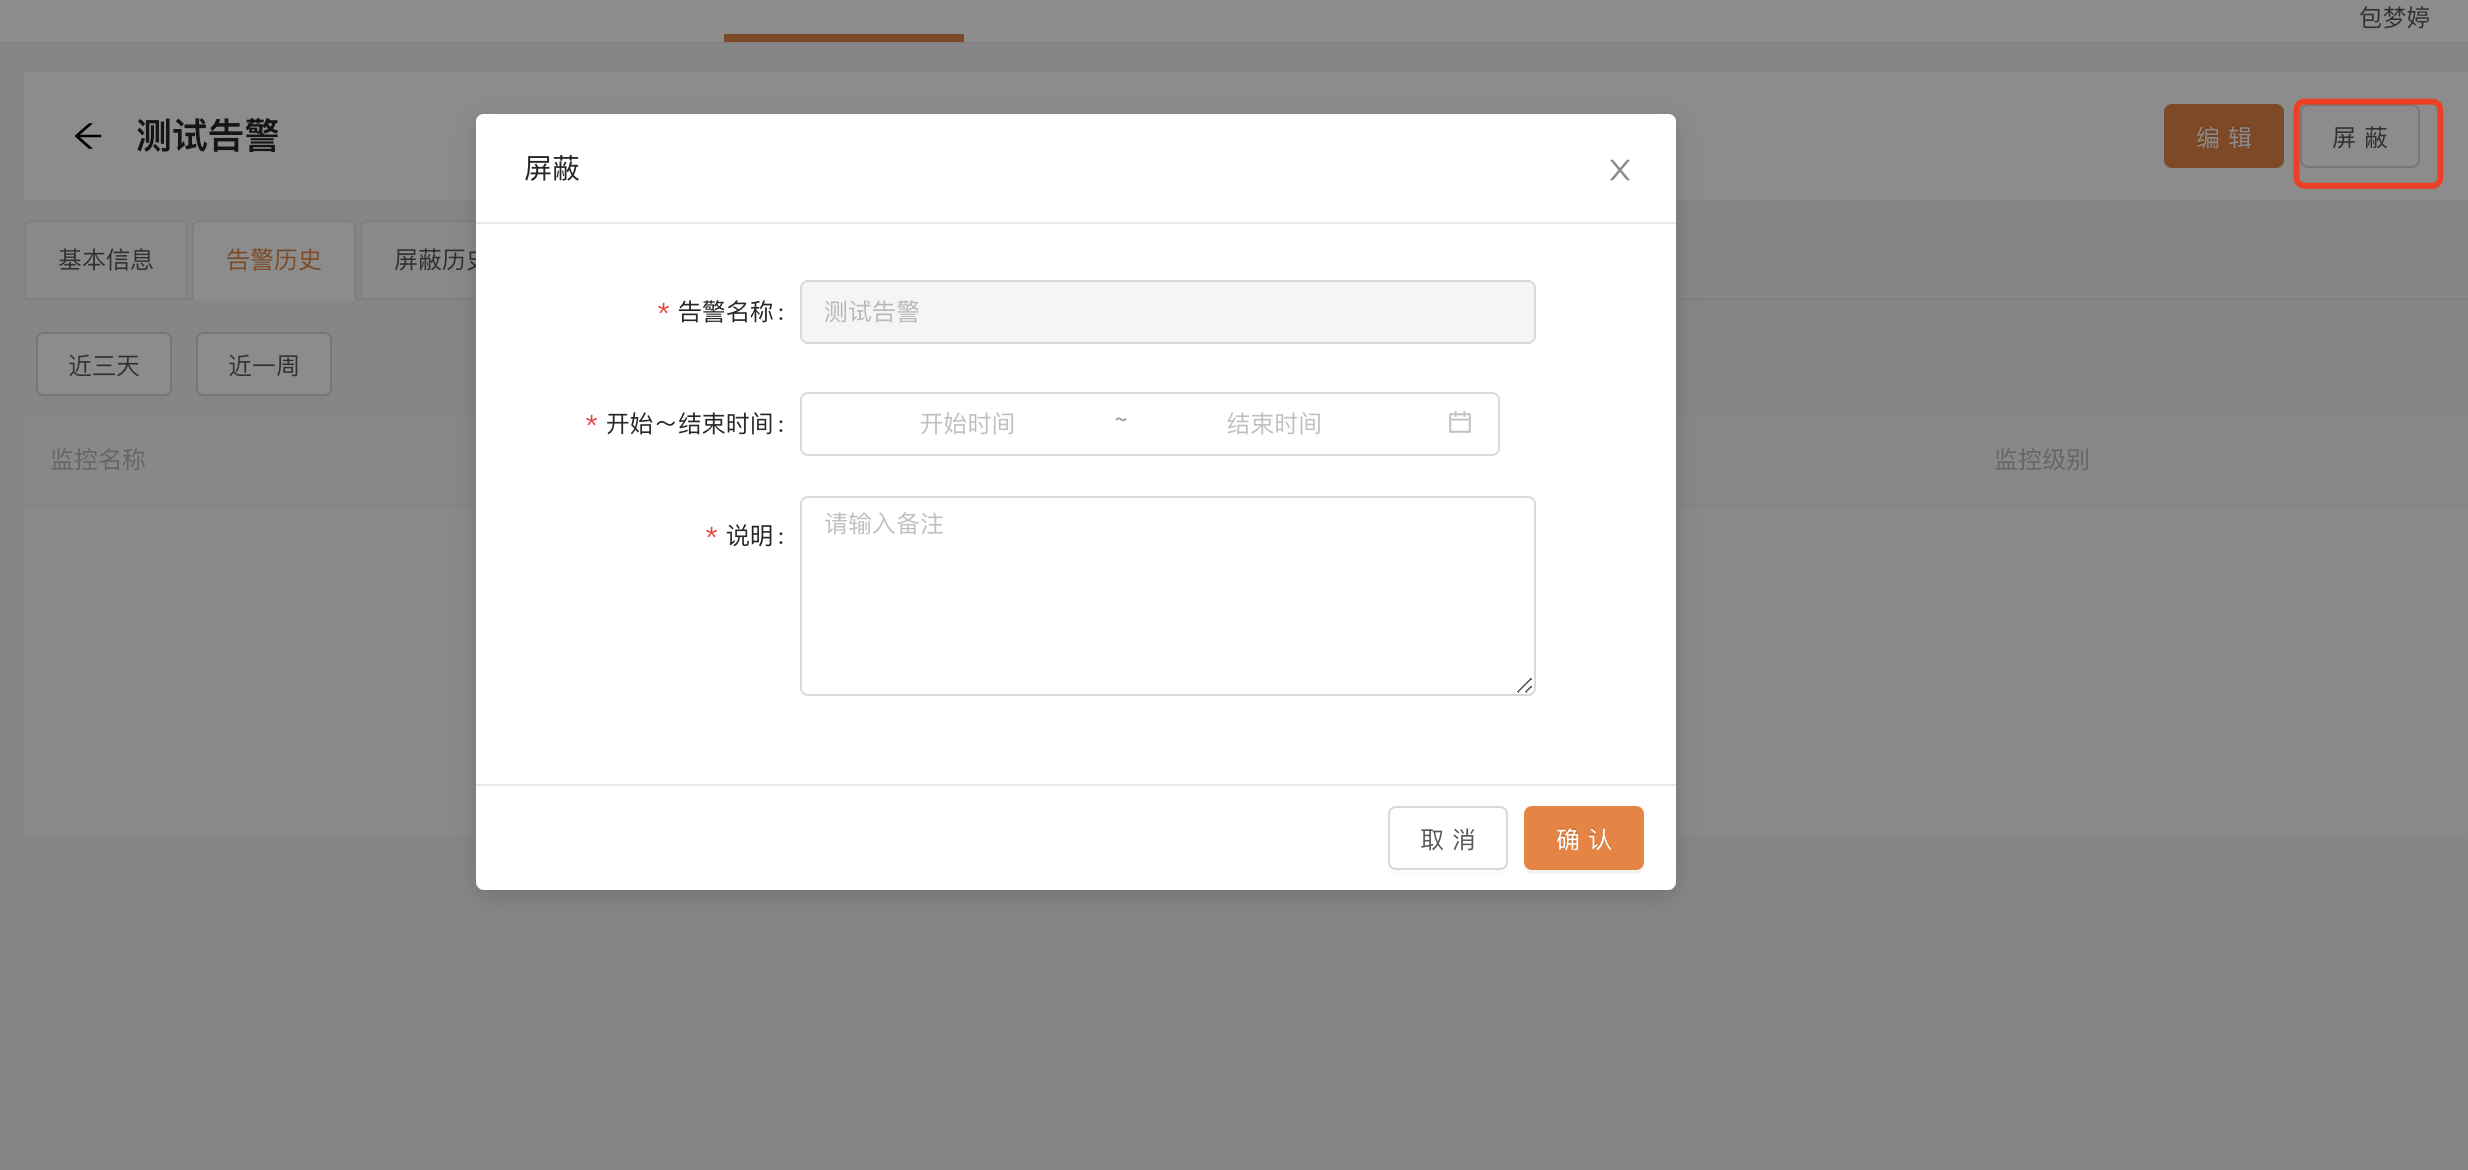 包梦婷
测试告警
编 辑
屏 蔽
基本信息
告警历史
屏蔽历史
近三天
近一周
监控名称
监控级别
屏蔽
* 告警名称:
测试告警
* 开始～结束时间:
开始时间 ~ 结束时间
* 说明:
请输入备注
取 消
确 认